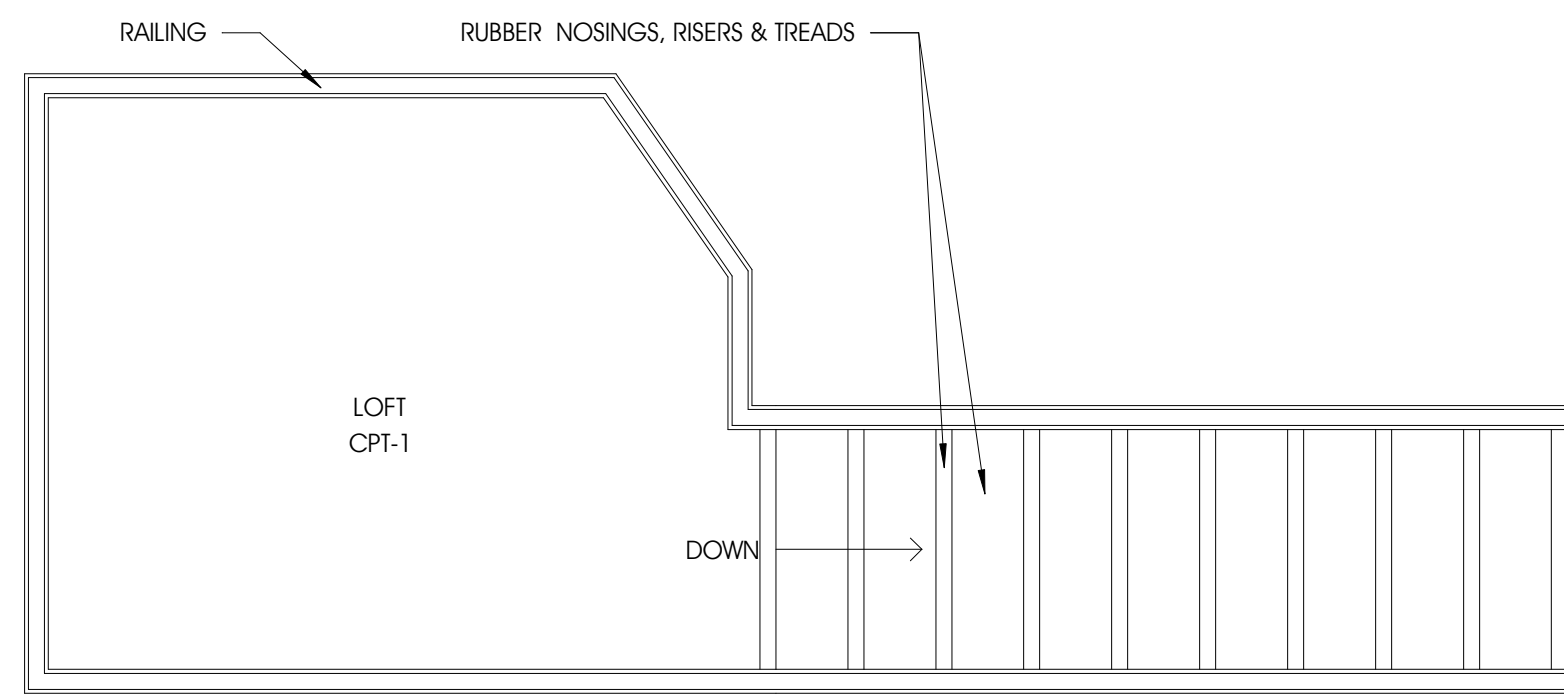 RAILING
RUBBER NOSINGS, RISERS & TREADS
LOFT
CPT-1
DOWN